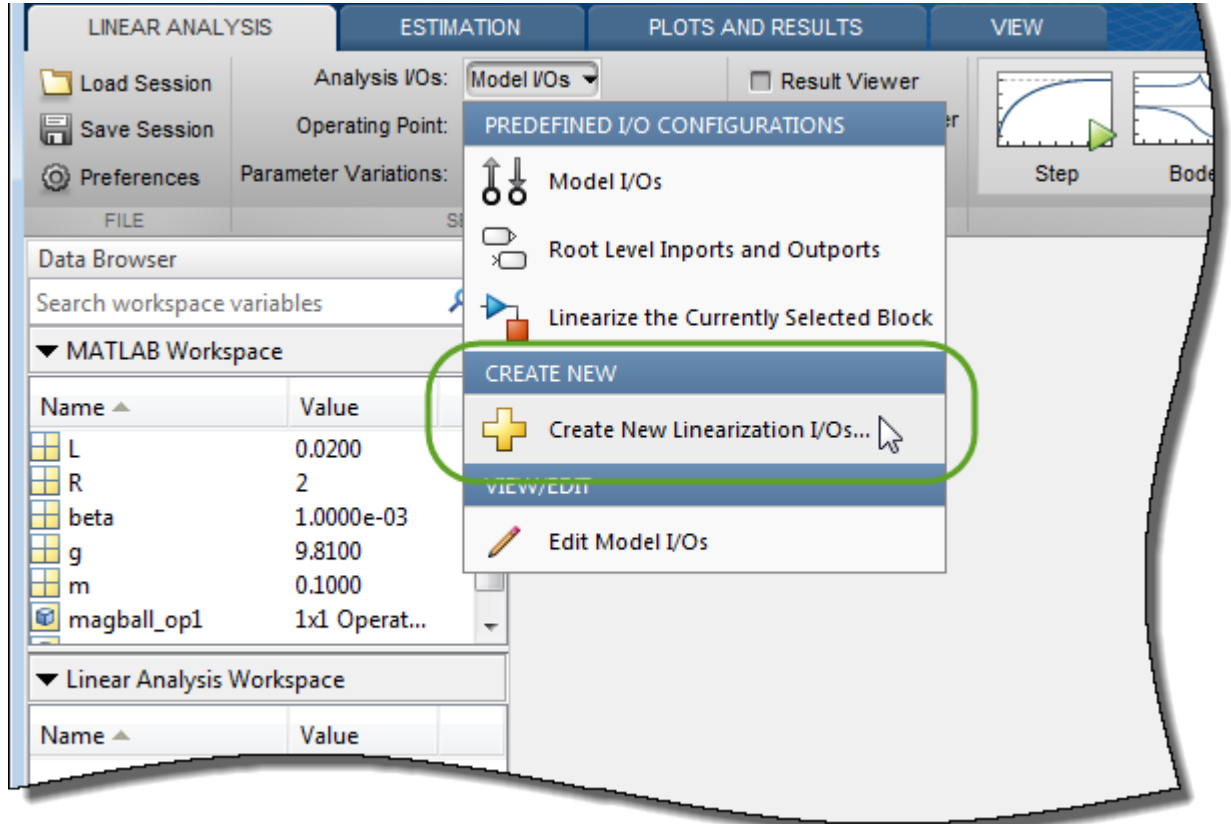 LINEAR ANALYSIS ESTIMATION PLOTS AND RESULTS VIEW
Load Session Analysis I/Os: Model I/Os Result Viewer
Save Session Operating Point:
Preferences Parameter Variations:
Step
FILE
PREDEFINED I/O CONFIGURATIONS
Model I/Os
Root Level Inports and Outports
Linearize the Currently Selected Block
CREATE NEW
Create New Linearization I/Os...
VIEW/EDIT
Edit Model I/Os
Data Browser
Search workspace variables
MATLAB Workspace
Name Value
L 0.0200
R 2
beta 1.0000e-03
g 9.8100
m 0.1000
magball_op1 1x1 Operat...
Linear Analysis Workspace
Name Value